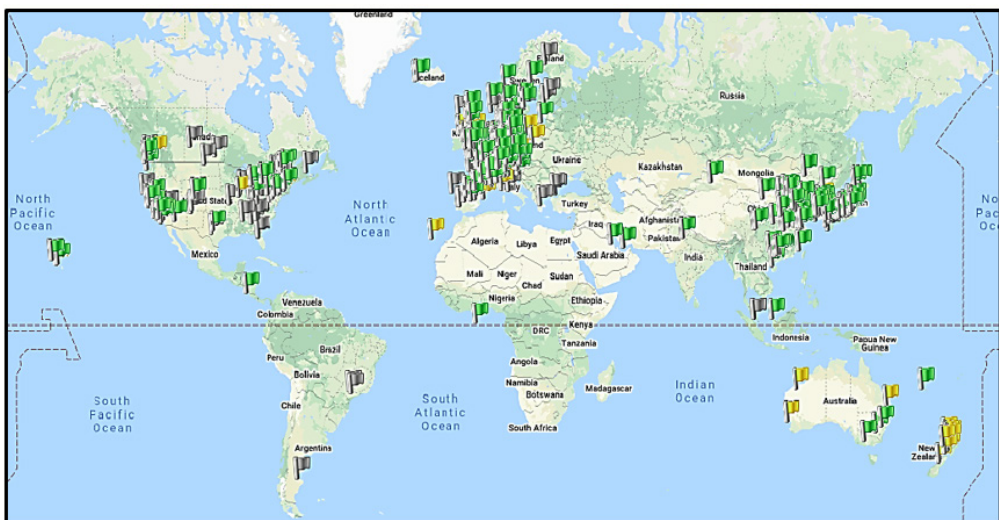 Greenland
Iceland
Russia
Ukraine
Kazakhstan
Mongolia
Turkey
North
Pacific
Ocean
North
Atlantic
Ocean
Mexico
Algeria
Libya
Egypt
Iraq
Afghanist
Pakistan
Saudi Arabia
India
Thailand
Mali
Niger
Chad
Sudan
Nigeria
Ethiopia
Venezuela
Colombia
DRC
Kenya
Tanzania
Indonesia
Papua New
Guinea
Peru
Brazil
Bolivia
Angola
Namibia
Botswana
Madagascar
Chile
South
Pacific
Ocean
South
Atlantic
Ocean
Indian
Ocean
Australia
South Africa
Argentina
New
Zealan